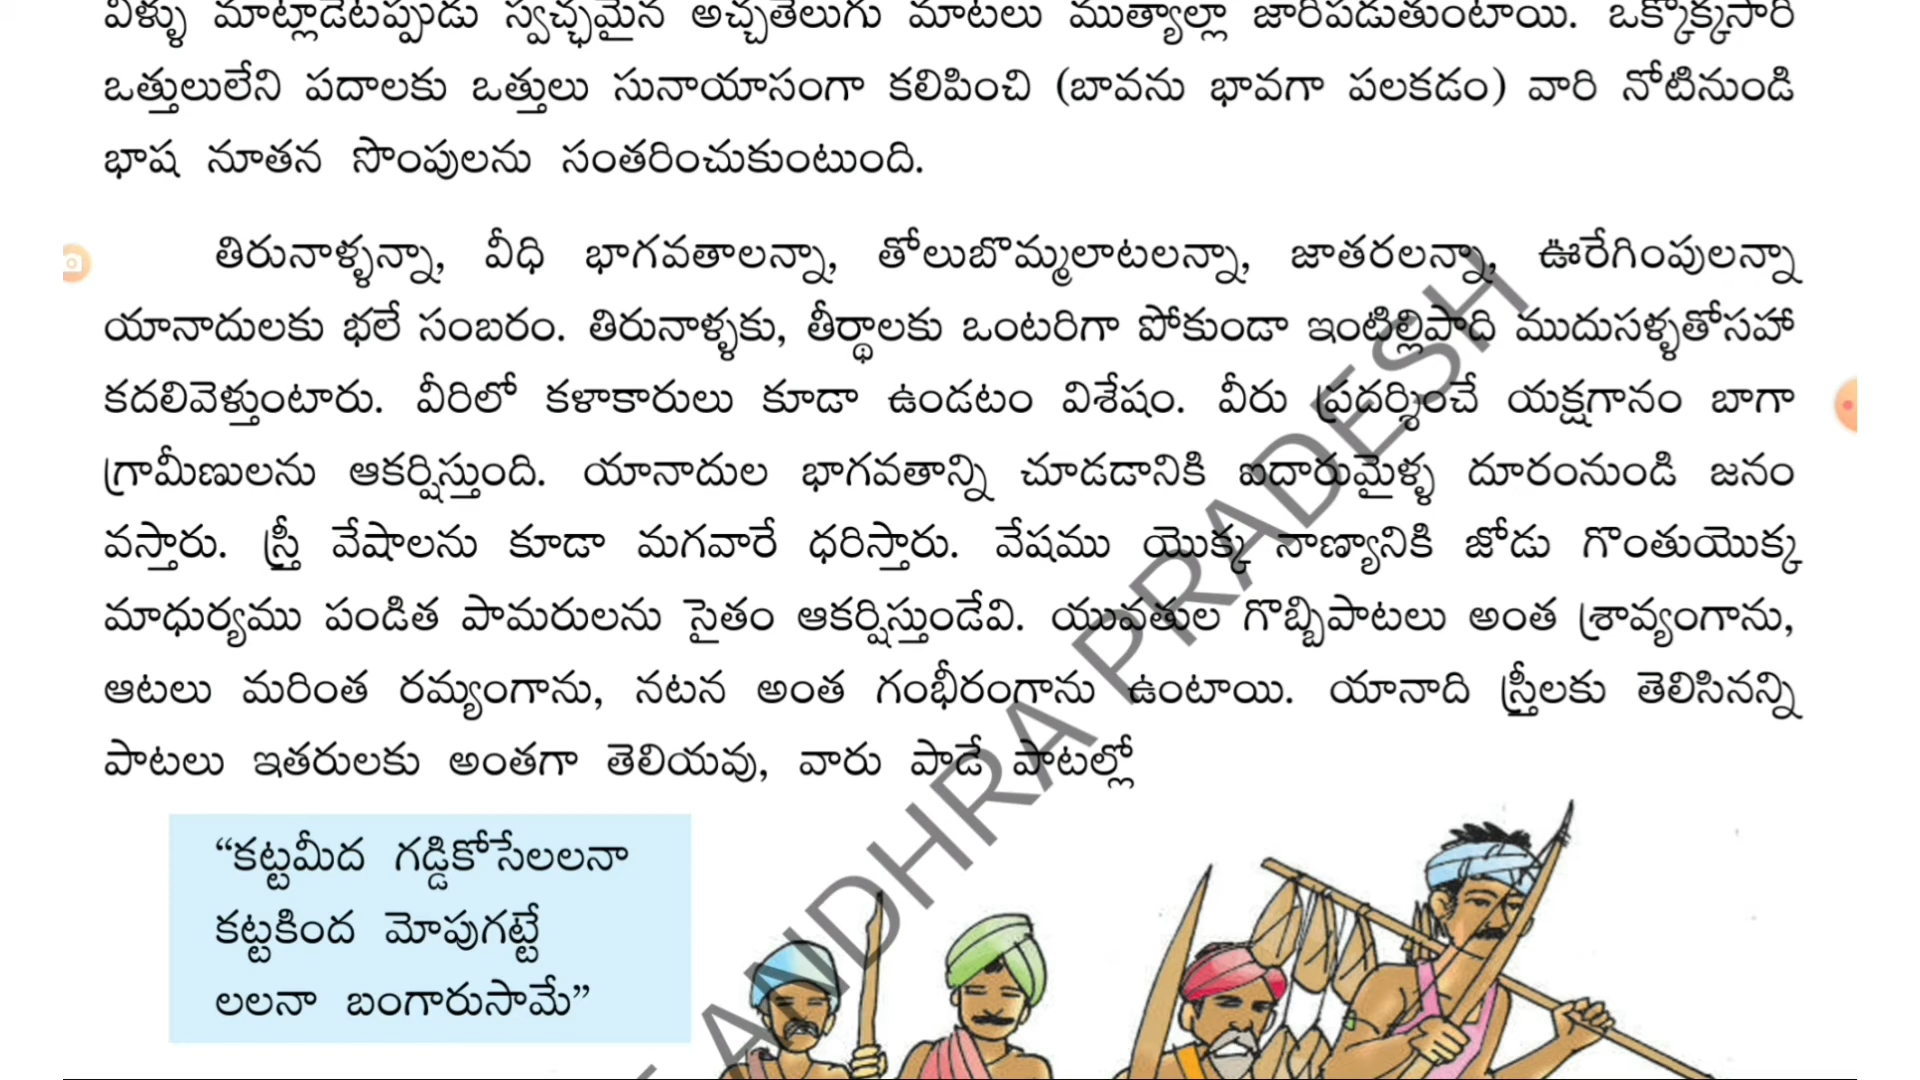 వీళ్ళు మాట్లాడేటప్పుడు స్వచ్ఛమైన అచ్చతెలుగు మాటలు ముత్యాల్లా జారిపడుతుంటాయి. ఒక్కొక్కసారి
ఒత్తులులేని పదాలకు ఒత్తులు సునాయాసంగా కలిపించి (బావను భావగా పలకడం) వారి నోటినుండి
భాష నూతన సొంపులను సంతరించుకుంటుంది.
తిరునాళ్ళన్నా, వీధి భాగవతాలన్నా, తోలుబొమ్మలాటలన్నా, జాతరలన్నా, ఊరేగింపులన్నా
యానాదులకు భలే సంబరం. తిరునాళ్ళకు, తీర్థాలకు ఒంటరిగా పోకుండా ఇంటిల్లిపాది ముదుసళ్ళతోసహా
కదలివెళ్తుంటారు. వీరిలో కళాకారులు కూడా ఉండటం విశేషం. వీరు ప్రదర్శించే యక్షగానం బాగా
గ్రామీణులను ఆకర్షిస్తుంది. యానాదుల భాగవతాన్ని చూడడానికి ఐదారుమైళ్ళ దూరంనుండి జనం
వస్తారు. స్త్రీ వేషాలను కూడా మగవారే ధరిస్తారు. వేషము యొక్క నాణ్యానికి జోడు గొంతుయొక్క
మాధుర్యము పండిత పామరులను సైతం ఆకర్షిస్తుండేవి. యువతుల గొబ్బిపాటలు అంత శ్రావ్యంగాను,
ఆటలు మరింత రమ్యంగాను, నటన అంత గంభీరంగాను ఉంటాయి. యానాది స్త్రీలకు తెలిసినన్ని
పాటలు ఇతరులకు అంతగా తెలియవు, వారు పాడే పాటల్లో
“కట్టమీద గడ్డికోసేలలనా
కట్టకింద మోపుగట్టే
లలనా బంగారుసామే”
ANDHRA PRADESH